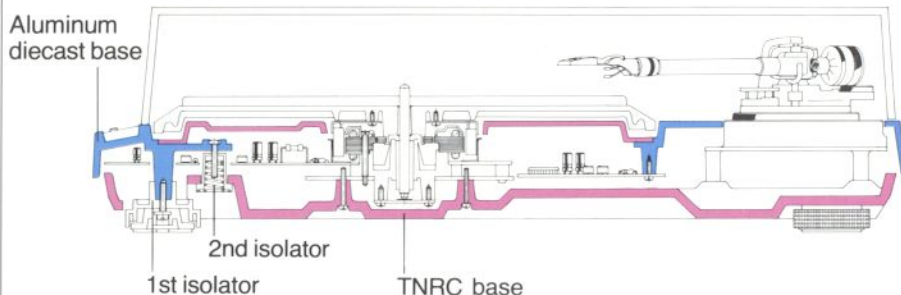 Aluminum
diecast base
2nd isolator
1st isolator
TNRC base